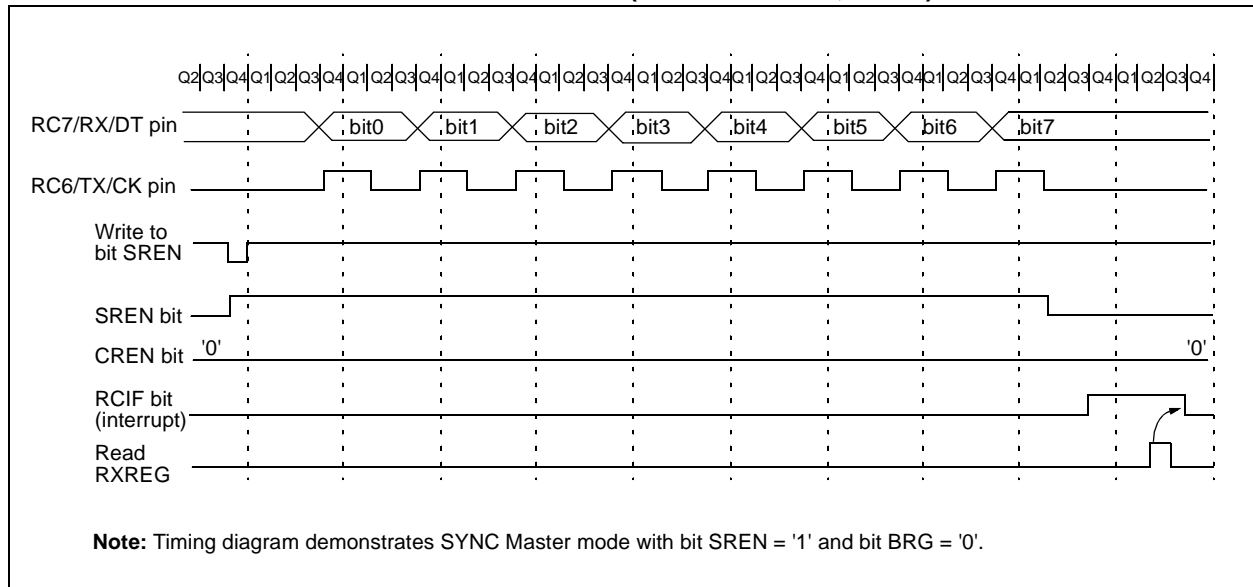 Q2 Q3 Q4 Q1 Q2 Q3 Q4 Q1 Q2 Q3 Q4 Q1 Q2 Q3 Q4 Q1 Q2 Q3 Q4 Q1 Q2 Q3 Q4 Q1 Q2 Q3 Q4 Q1 Q2 Q3 Q4 Q1 Q2 Q3 Q4 Q1 Q2 Q3 Q4 Q1 Q2 Q3 Q4
RC7/RX/DT pin bit0 bit1 bit2 bit3 bit4 bit5 bit6 bit7
RC6/TX/CK pin
Write to
bit SREN
SREN bit
CREN bit '0' '0'
RCIF bit
(interrupt)
Read
RXREG
Note: Timing diagram demonstrates SYNC Master mode with bit SREN = '1' and bit BRG = '0'.